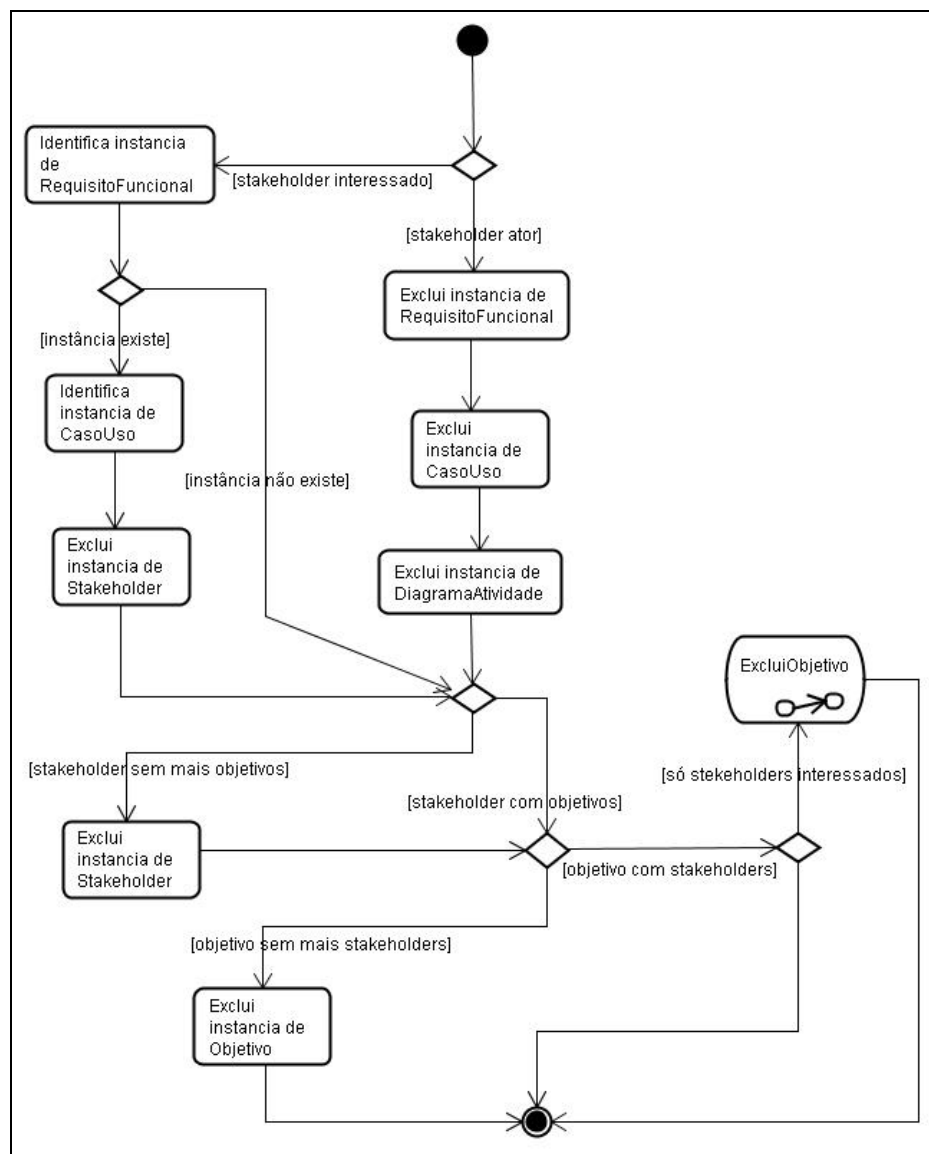 Identifica instancia
de
RequisitoFuncional
[stakeholder interessado]
[stakeholder ator]
Exclui instancia de
RequisitoFuncional
[instância existe]
Identifica
instancia de
CasoUso
Exclui
instancia de
CasoUso
[instância não existe]
Exclui
instancia de
Stakeholder
Exclui instancia de
DiagramaAtividade
ExcluiObjetivo
[stakeholder sem mais objetivos]
[só stekeholders interessados]
[stakeholder com objetivos]
Exclui
instancia de
Stakeholder
[objetivo com stakeholders]
[objetivo sem mais stakeholders]
Exclui
instancia de
Objetivo